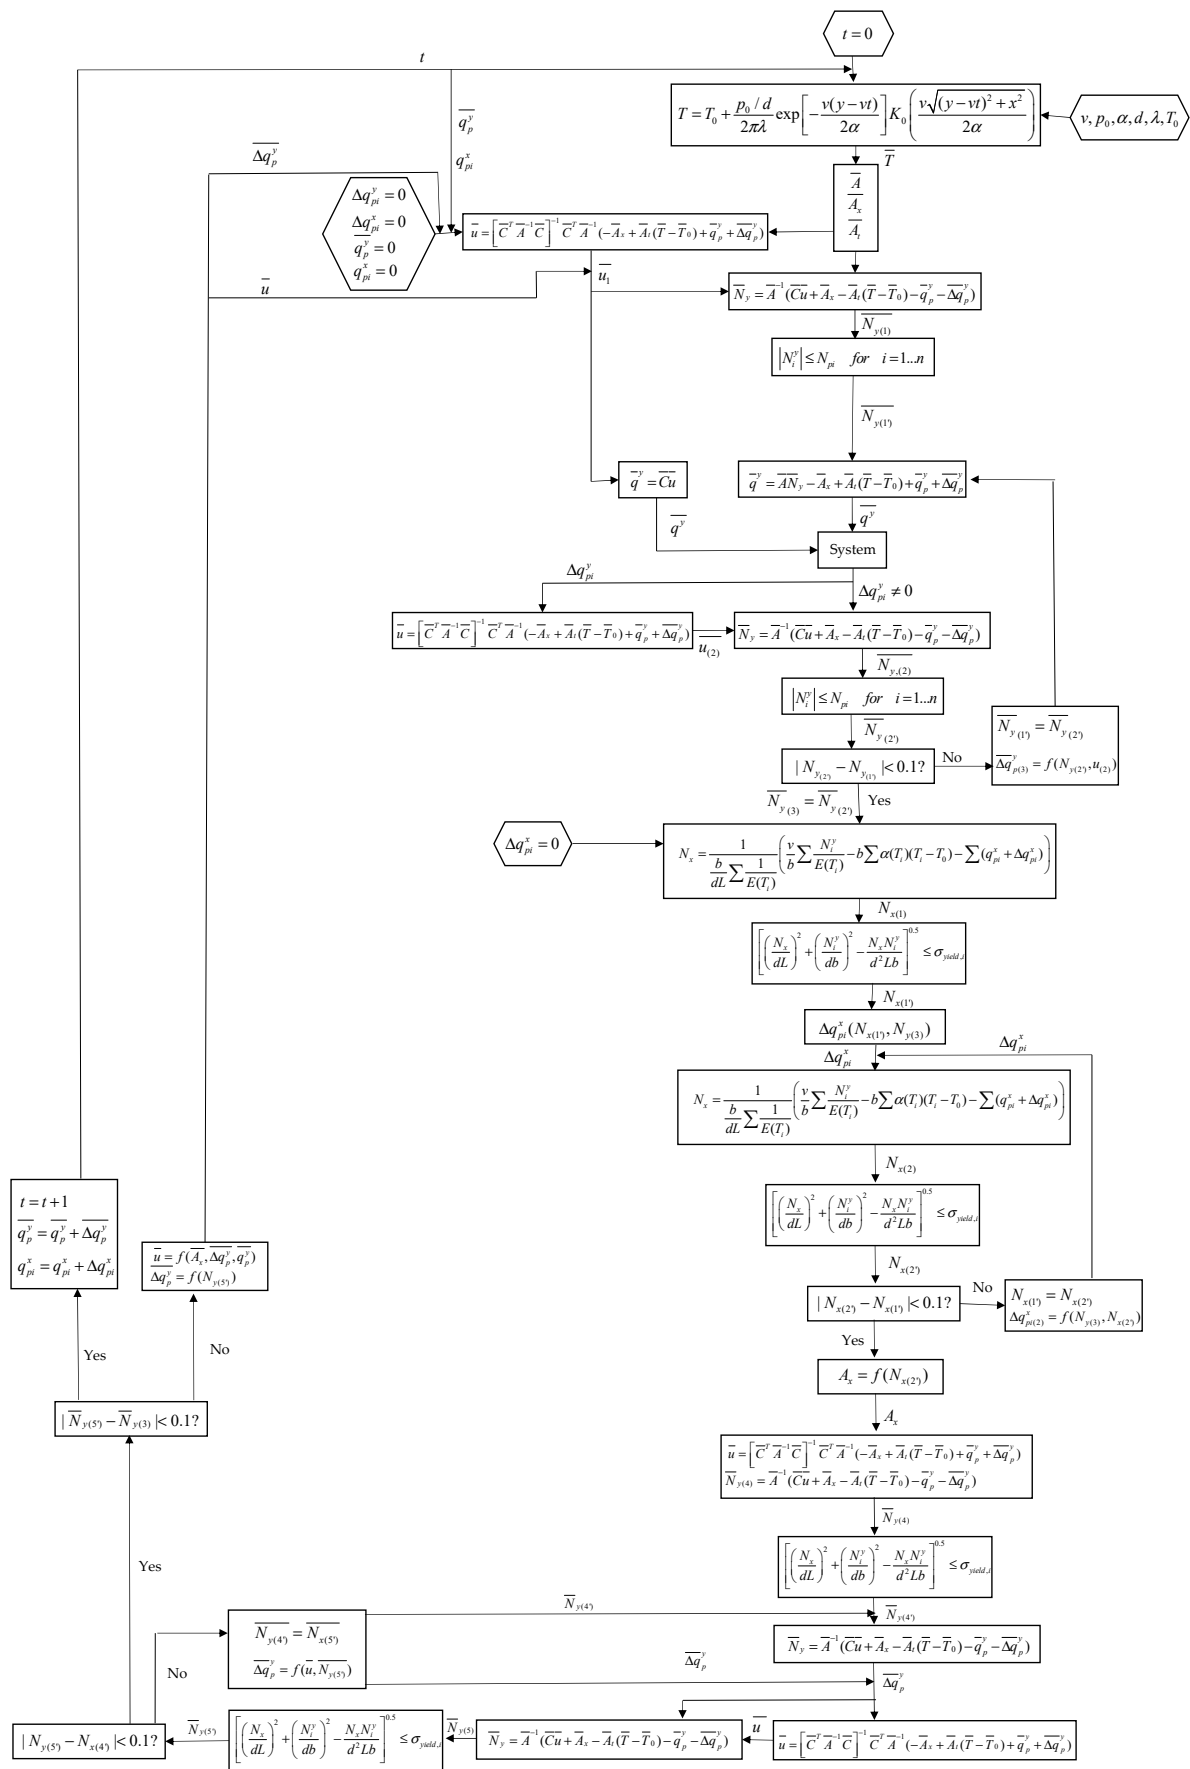 t = 0
t
T = T_0 + \frac{p_0 / d}{2\pi\lambda} \exp\left[-\frac{v(y-vt)}{2\alpha}\right] K_0\left(\frac{v\sqrt{(y-vt)^2+x^2}}{2\alpha}\right)
v, p_0, \alpha, d, \lambda, T_0
\overline{q_p^y}
q_{pi}^x
\overline{T}
\overline{\Delta q_p^y}
\overline{A}
\overline{A_x}
\overline{A_t}
\Delta q_{pi}^y = 0
\Delta q_{pi}^x = 0
\overline{q_p^y} = 0
q_{pi}^x = 0
\overline{u} = \left[\overline{C}^T \overline{A}^{-1} \overline{C}\right]^{-1} \overline{C}^T \overline{A}^{-1} (-\overline{A}_x + \overline{A}_t(\overline{T} - \overline{T}_0) + \overline{q}_p^y + \overline{\Delta q}_p^y)
\overline{u}
\overline{u}_1
\overline{N}_y = \overline{A}^{-1} (\overline{C}\overline{u} + \overline{A}_x - \overline{A}_t(\overline{T} - \overline{T}_0) - \overline{q}_p^y - \overline{\Delta q}_p^y)
\overline{N_{y(1)}}
|N_i^y| \leq N_{pi} for i = 1...n
\overline{N_{y(1')}}
\overline{q}^y = \overline{C}\overline{u}
\overline{q}^y = \overline{A}\overline{N}_y - \overline{A}_x + \overline{A}_t(\overline{T} - \overline{T}_0) + \overline{q}_p^y + \overline{\Delta q}_p^y
\overline{q^y}
\overline{q^y}
System
\Delta q_{pi}^y
\Delta q_{pi}^y \neq 0
\overline{u} = \left[\overline{C}^T \overline{A}^{-1} \overline{C}\right]^{-1} \overline{C}^T \overline{A}^{-1} (-\overline{A}_x + \overline{A}_t(\overline{T} - \overline{T}_0) + \overline{q}_p^y + \overline{\Delta q}_p^y)
\overline{u_{(2)}}
\overline{N}_y = \overline{A}^{-1} (\overline{C}\overline{u} + \overline{A}_x - \overline{A}_t(\overline{T} - \overline{T}_0) - \overline{q}_p^y - \overline{\Delta q}_p^y)
\overline{N_{y,(2)}}
|N_i^y| \leq N_{pi} for i = 1...n
\overline{N}_{y(2')}
| N_{y(2')} - N_{y(1')} | < 0.1?
No
\overline{N}_{y(1')} = \overline{N}_{y(2')}
\overline{\Delta q}_{p(3)}^y = f(N_{y(2')}, u_{(2)})
\overline{N}_{y(3)} = \overline{N}_{y(2')}
Yes
\Delta q_{pi}^x = 0
N_x = \frac{1}{\frac{b}{dL} \sum \frac{1}{E(T_i)}} \left(\frac{v}{b} \sum \frac{N_i^y}{E(T_i)} - b \sum \alpha(T_i)(T_i - T_0) - \sum (q_{pi}^x + \Delta q_{pi}^x)\right)
N_{x(1)}
\left[\left(\frac{N_x}{dL}\right)^2 + \left(\frac{N_i^y}{db}\right)^2 - \frac{N_x N_i^y}{d^2 Lb}\right]^{0.5} \leq \sigma_{yield,i}
N_{x(1')}
\Delta q_{pi}^x (N_{x(1')}, N_{y(3)})
\Delta q_{pi}^x
\Delta q_{pi}^x
N_x = \frac{1}{\frac{b}{dL} \sum \frac{1}{E(T_i)}} \left(\frac{v}{b} \sum \frac{N_i^y}{E(T_i)} - b \sum \alpha(T_i)(T_i - T_0) - \sum (q_{pi}^x + \Delta q_{pi}^x)\right)
N_{x(2)}
\left[\left(\frac{N_x}{dL}\right)^2 + \left(\frac{N_i^y}{db}\right)^2 - \frac{N_x N_i^y}{d^2 Lb}\right]^{0.5} \leq \sigma_{yield,i}
N_{x(2')}
| N_{x(2')} - N_{x(1')} | < 0.1?
No
N_{x(1')} = N_{x(2')}
\Delta q_{pi(2)}^x = f(N_{y(3)}, N_{x(2')})
Yes
A_x = f(N_{x(2')})
A_x
t = t + 1
\overline{q_p^y} = \overline{q_p^y} + \overline{\Delta q_p^y}
q_{pi}^x = q_{pi}^x + \Delta q_{pi}^x
\overline{u} = f(\overline{A_x}, \overline{\Delta q_p^y}, \overline{q_p^y})
\overline{\Delta q_p^y} = f(N_{y(5')})
Yes
No
| \overline{N}_{y(5')} - \overline{N}_{y(3)} | < 0.1?
\overline{u} = \left[\overline{C}^T \overline{A}^{-1} \overline{C}\right]^{-1} \overline{C}^T \overline{A}^{-1} (-\overline{A}_x + \overline{A}_t(\overline{T} - \overline{T}_0) + \overline{q}_p^y + \overline{\Delta q}_p^y)
\overline{N}_{y(4)} = \overline{A}^{-1} (\overline{C}\overline{u} + \overline{A}_x - \overline{A}_t(\overline{T} - \overline{T}_0) - \overline{q}_p^y - \overline{\Delta q}_p^y)
\overline{N}_{y(4)}
\left[\left(\frac{N_x}{dL}\right)^2 + \left(\frac{N_i^y}{db}\right)^2 - \frac{N_x N_i^y}{d^2 Lb}\right]^{0.5} \leq \sigma_{yield,i}
Yes
\overline{N}_{y(4')}
\overline{N}_{y(4')}
\overline{N_{y(4')}} = \overline{N_{x(5')}}
\overline{\Delta q_p^y} = f(\overline{u}, \overline{N_{y(5')}})
No
\overline{N}_y = \overline{A}^{-1} (\overline{C}\overline{u} + \overline{A}_x - \overline{A}_t(\overline{T} - \overline{T}_0) - \overline{q}_p^y - \overline{\Delta q}_p^y)
\overline{\Delta q}_p^y
\overline{\Delta q}_p^y
| N_{y(5')} - N_{x(4')} | < 0.1?
\overline{N}_{y(5')}
\left[\left(\frac{N_x}{dL}\right)^2 + \left(\frac{N_i^y}{db}\right)^2 - \frac{N_x N_i^y}{d^2 Lb}\right]^{0.5} \leq \sigma_{yield,i}
\overline{N}_{y(5)}
\overline{N}_y = \overline{A}^{-1} (\overline{C}\overline{u} + \overline{A}_x - \overline{A}_t(\overline{T} - \overline{T}_0) - \overline{q}_p^y - \overline{\Delta q}_p^y)
\overline{u}
\overline{u} = \left[\overline{C}^T \overline{A}^{-1} \overline{C}\right]^{-1} \overline{C}^T \overline{A}^{-1} (-\overline{A}_x + \overline{A}_t(\overline{T} - \overline{T}_0) + \overline{q}_p^y + \overline{\Delta q}_p^y)